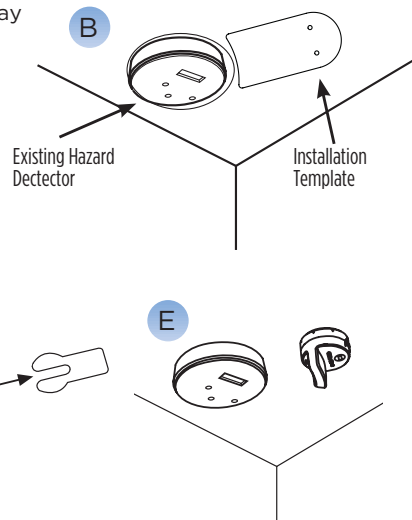 ay
B
Existing Hazard
Dectector
Installation
Template
E